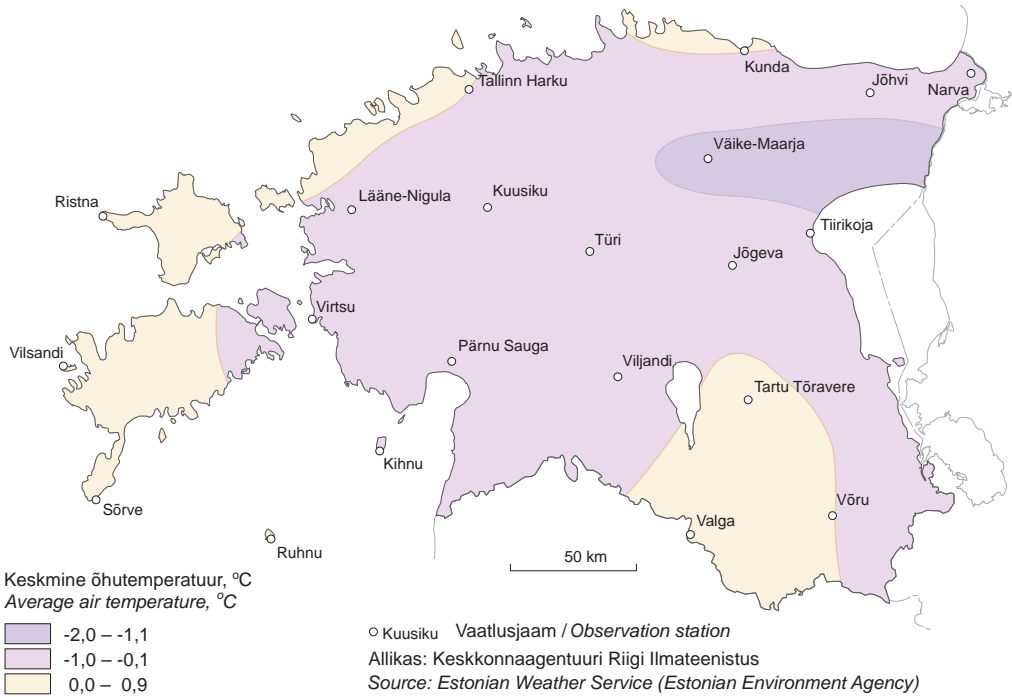 Kunda
Tallinn Harku
Jõhvi
Narva
Väike-Maarja
Ristna
Lääne-Nigula
Kuusiku
Tiirikoja
Türi
Jõgeva
Virtsu
Vilsandi
Pärnu Sauga
Viljandi
Tartu Tõravere
Kihnu
Sõrve
Võru
Valga
Ruhnu
50 km
Keskmine õhutemperatuur, °C
Average air temperature, °C
-2,0 – -1,1
-1,0 – -0,1
0,0 – 0,9
Kuusiku Vaatlusjaam / Observation station
Allikas: Keskkonnaagentuuri Riigi Ilmateenistus
Source: Estonian Weather Service (Estonian Environment Agency)